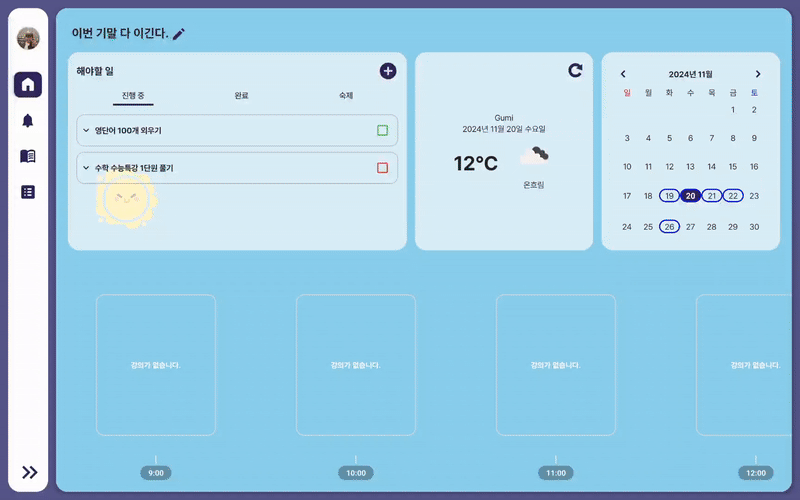 이번 기말 다 이긴다.
해야할 일
진행 중
완료
숙제
영단어 100개 외우기
수학 수능특강 1단원 풀기
Gumi
2024년 11월 20일 수요일
12°C
온흐림
2024년 11월
일 월 화 수 목 금 토
1 2
3 4 5 6 7 8 9
10 11 12 13 14 15 16
17 18 19 20 21 22 23
24 25 26 27 28 29 30
강의가 없습니다.
강의가 없습니다.
강의가 없습니다.
강의가 없습니다.
9:00
10:00
11:00
12:00